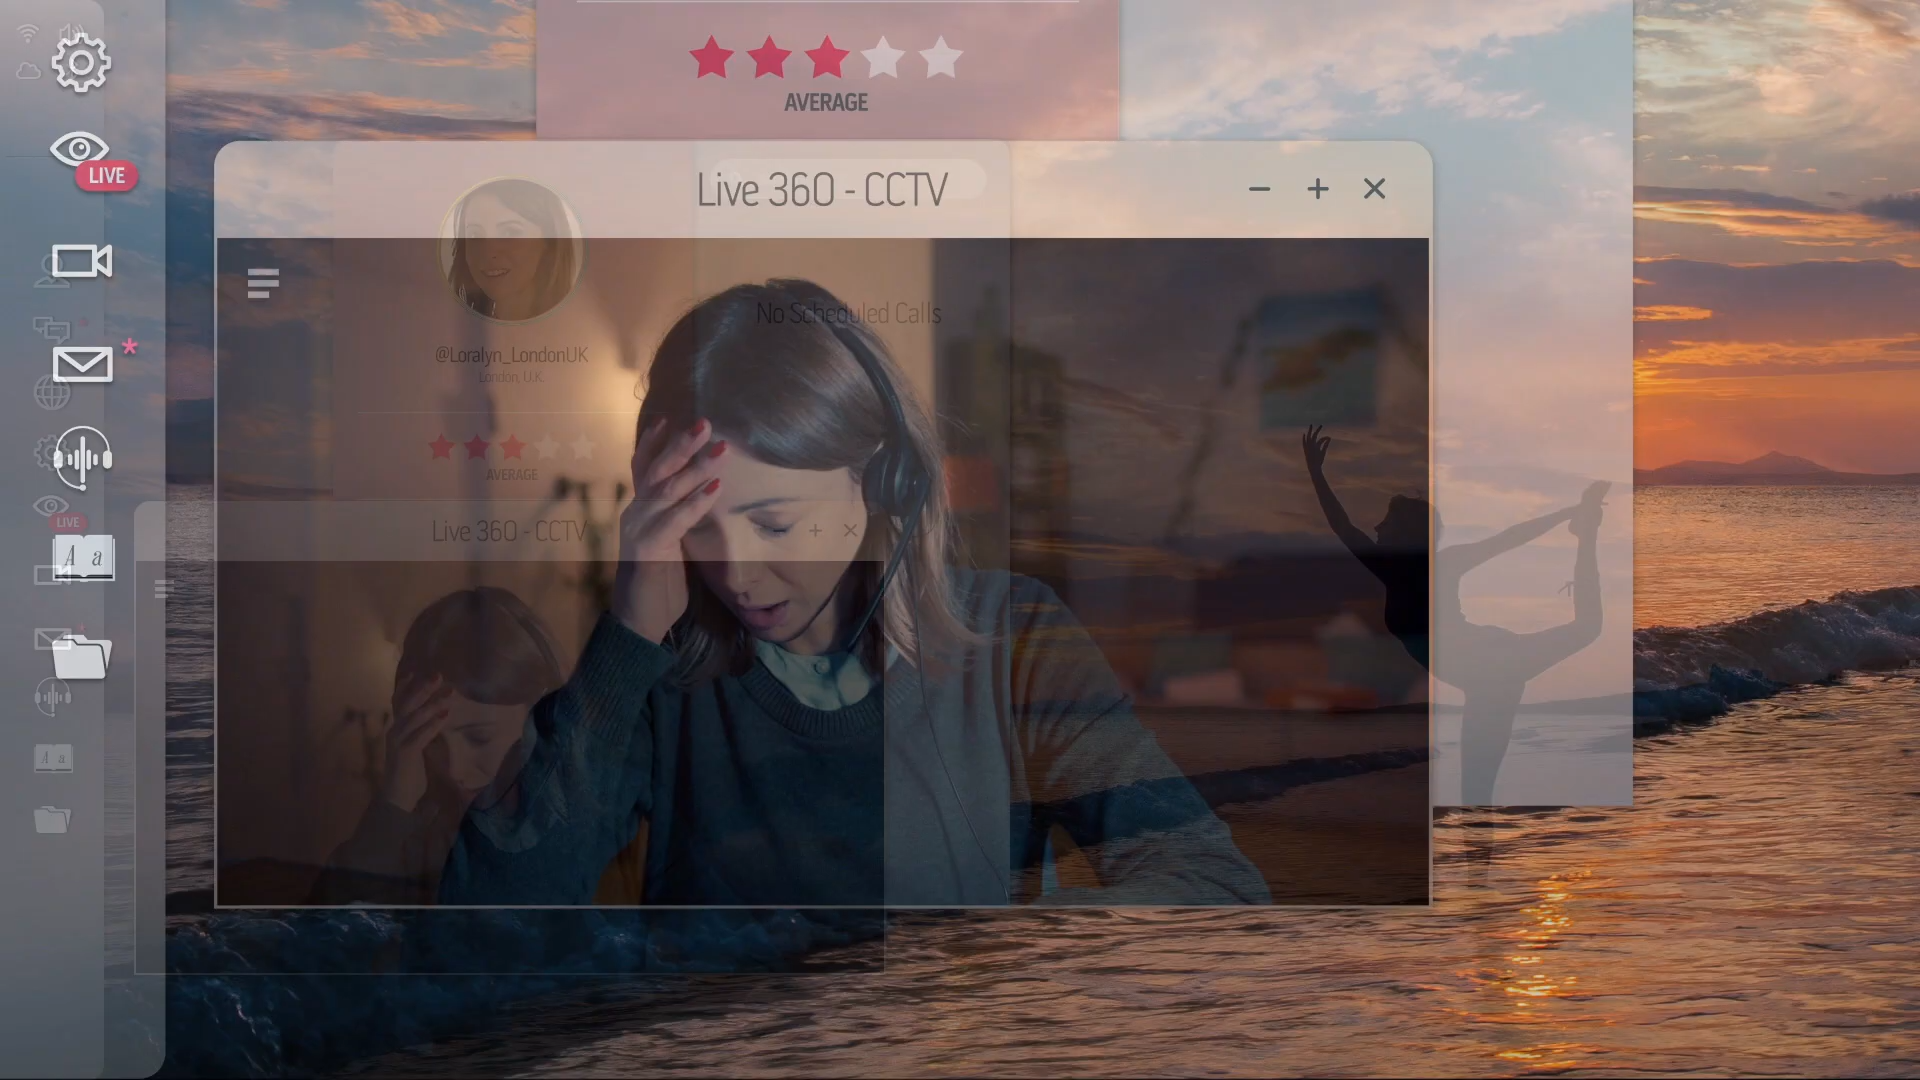 AVERAGE
LIVE
Live 360 - CCTV
No Scheduled Calls
@Loralyn_LondonUK
London, U.K.
AVERAGE
Live 360 - CCTV
LIVE
A a
A a